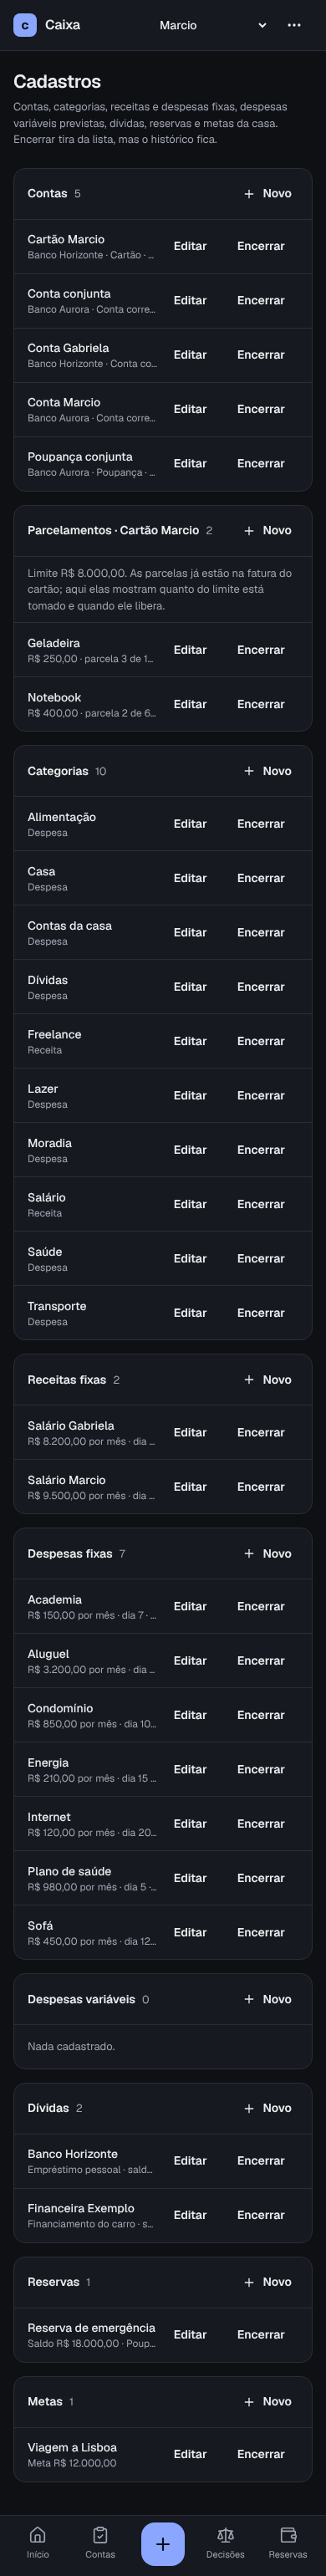 c Caixa Marcio
Cadastros
Contas, categorias, receitas e despesas fixas, despesas
variáveis previstas, dívidas, reservas e metas da casa.
Encerrar tira da lista, mas o histórico fica.
Contas 5 + Novo
Cartão Marcio Editar Encerrar
Banco Horizonte · Cartão · ...
Conta conjunta Editar Encerrar
Banco Aurora · Conta corre...
Conta Gabriela Editar Encerrar
Banco Horizonte · Conta co...
Conta Marcio Editar Encerrar
Banco Aurora · Conta corre...
Poupança conjunta Editar Encerrar
Banco Aurora · Poupança · ...
Parcelamentos · Cartão Marcio 2 + Novo
Limite R$ 8.000,00. As parcelas já estão na fatura do
cartão; aqui elas mostram quanto do limite está
tomado e quando ele libera.
Geladeira Editar Encerrar
R$ 250,00 · parcela 3 de 1...
Notebook Editar Encerrar
R$ 400,00 · parcela 2 de 6...
Categorias 10 + Novo
Alimentação Editar Encerrar
Despesa
Casa Editar Encerrar
Despesa
Contas da casa Editar Encerrar
Despesa
Dívidas Editar Encerrar
Despesa
Freelance Editar Encerrar
Receita
Lazer Editar Encerrar
Despesa
Moradia Editar Encerrar
Despesa
Salário Editar Encerrar
Receita
Saúde Editar Encerrar
Despesa
Transporte Editar Encerrar
Despesa
Receitas fixas 2 + Novo
Salário Gabriela Editar Encerrar
R$ 8.200,00 por mês · dia ...
Salário Marcio Editar Encerrar
R$ 9.500,00 por mês · dia ...
Despesas fixas 7 + Novo
Academia Editar Encerrar
R$ 150,00 por mês · dia 7 · ...
Aluguel Editar Encerrar
R$ 3.200,00 por mês · dia ...
Condomínio Editar Encerrar
R$ 850,00 por mês · dia 10...
Energia Editar Encerrar
R$ 210,00 por mês · dia 15 ...
Internet Editar Encerrar
R$ 120,00 por mês · dia 20...
Plano de saúde Editar Encerrar
R$ 980,00 por mês · dia 5 ·...
Sofá Editar Encerrar
R$ 450,00 por mês · dia 12...
Despesas variáveis 0 + Novo
Nada cadastrado.
Dívidas 2 + Novo
Banco Horizonte Editar Encerrar
Empréstimo pessoal · sald...
Financeira Exemplo Editar Encerrar
Financiamento do carro · s...
Reservas 1 + Novo
Reserva de emergência Editar Encerrar
Saldo R$ 18.000,00 · Poup...
Metas 1 + Novo
Viagem a Lisboa Editar Encerrar
Meta R$ 12.000,00
Início Contas + Decisões Reservas